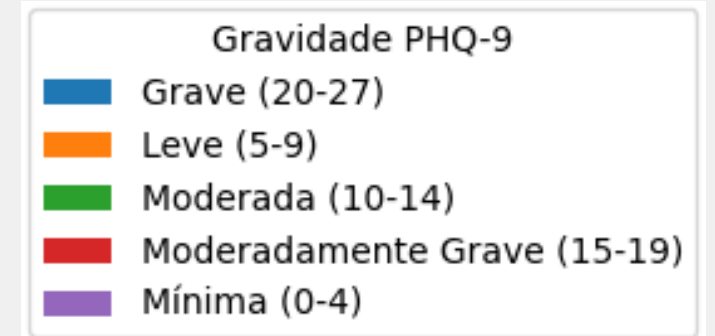 Gravidade PHQ-9
Grave (20-27)
Leve (5-9)
Moderada (10-14)
Moderadamente Grave (15-19)
Mínima (0-4)